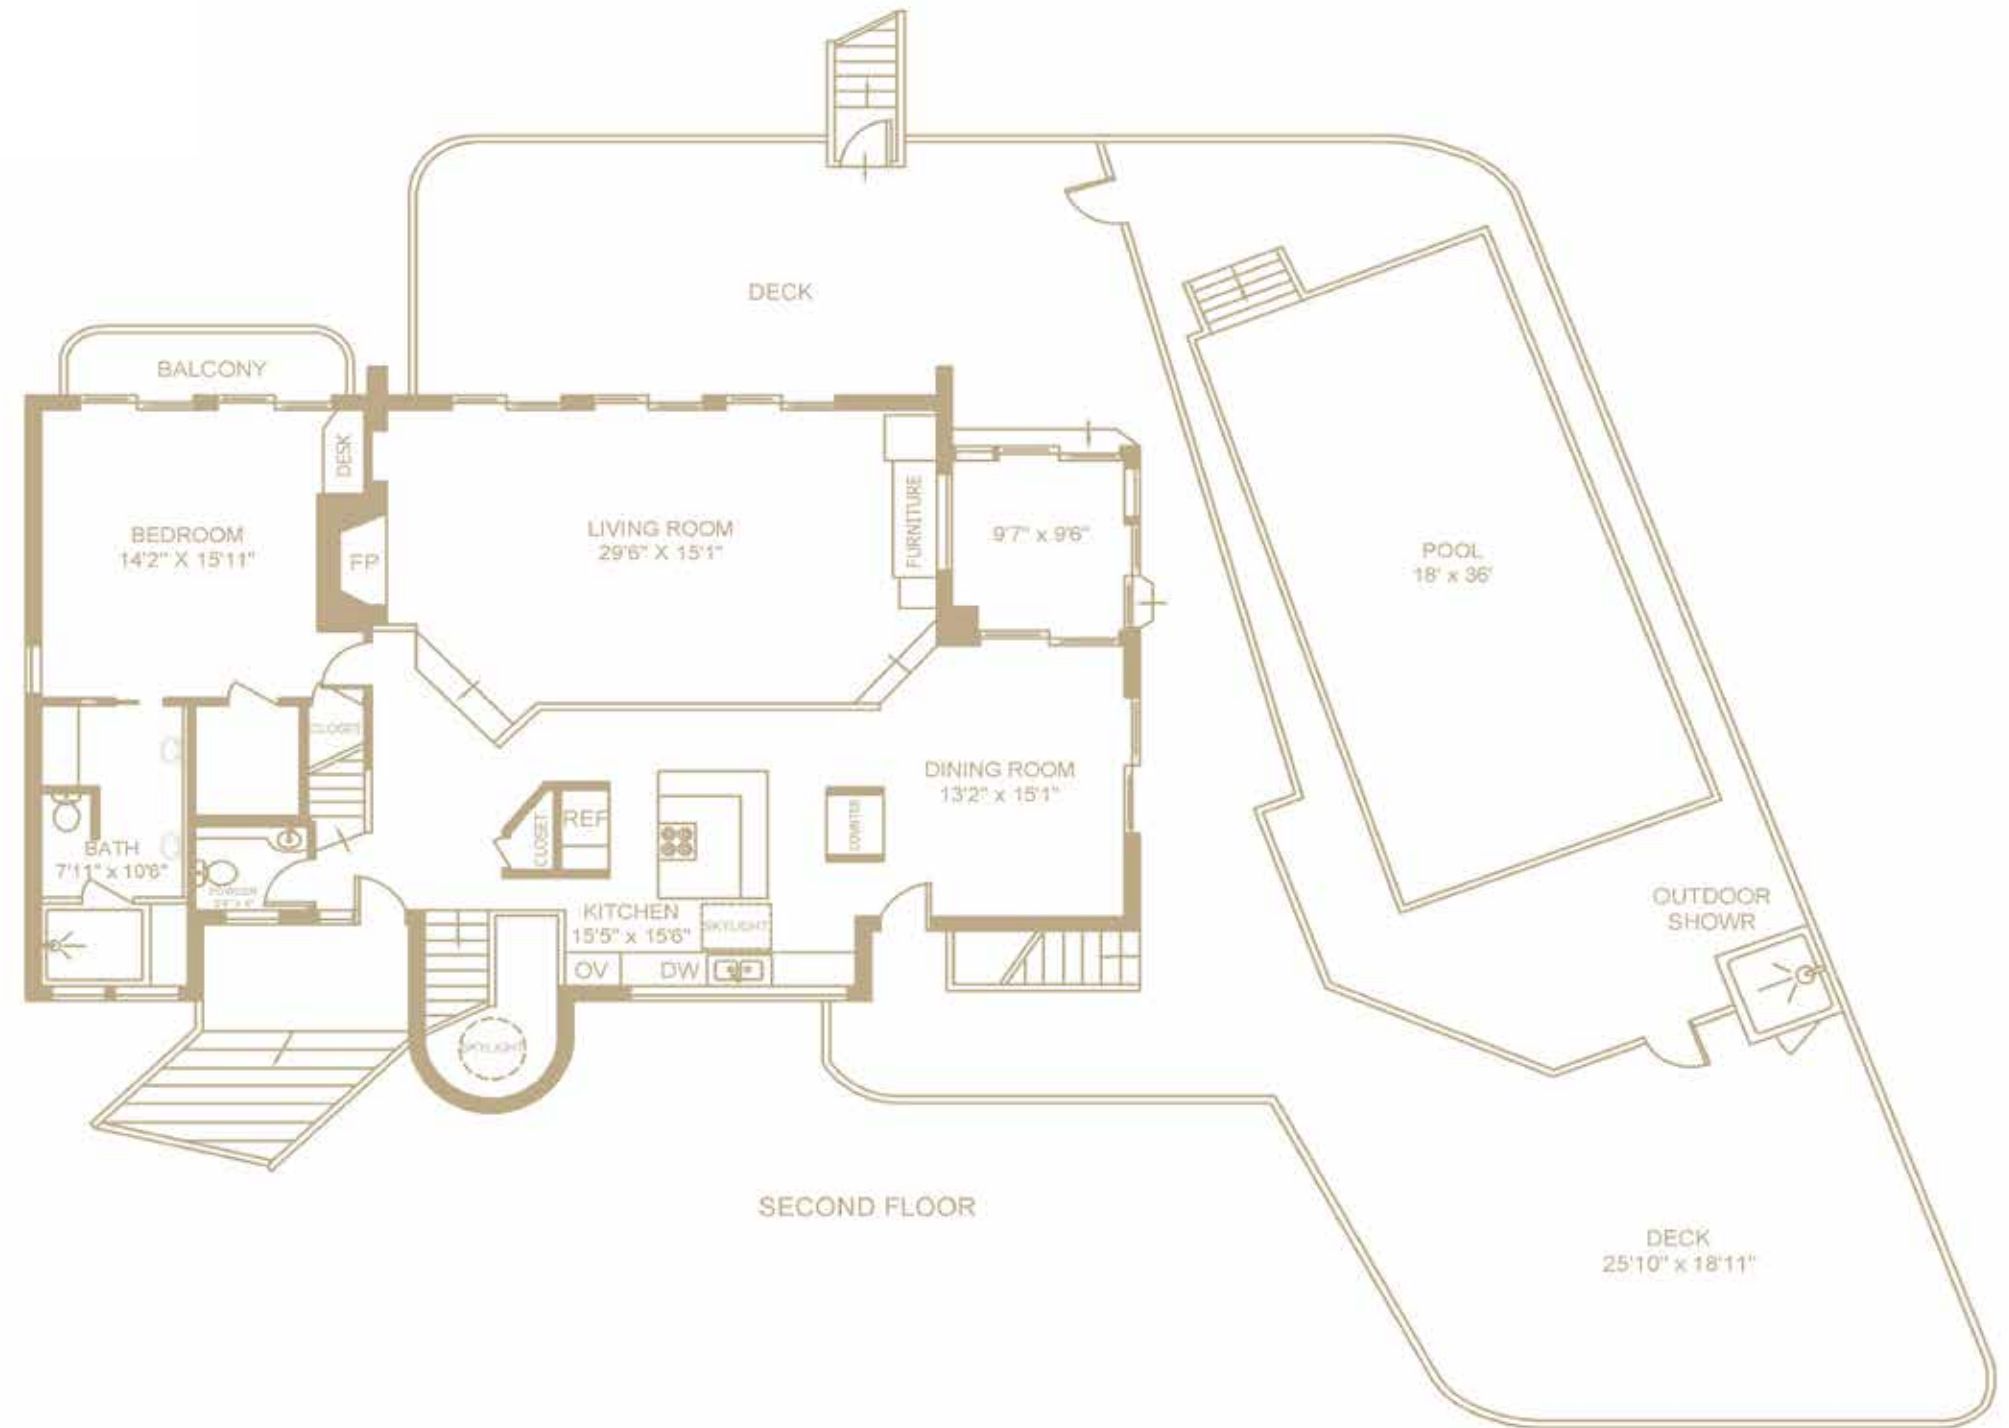 DECK
BALCONY
DESK
BEDROOM
14'2" X 15'11"
FP
LIVING ROOM
29'6" X 15'1"
FURNITURE
9'7" x 9'6"
POOL
18' x 36'
CLOSET
DINING ROOM
13'2" x 15'1"
CLOSET
REF
COUNTER
BATH
7'11" x 10'6"
POWDER
OUTDOOR
SHOWR
KITCHEN
15'5" x 15'6"
SKYLIGHT
OV
DW
SKYLIGHT
SECOND FLOOR
DECK
25'10" x 18'11"